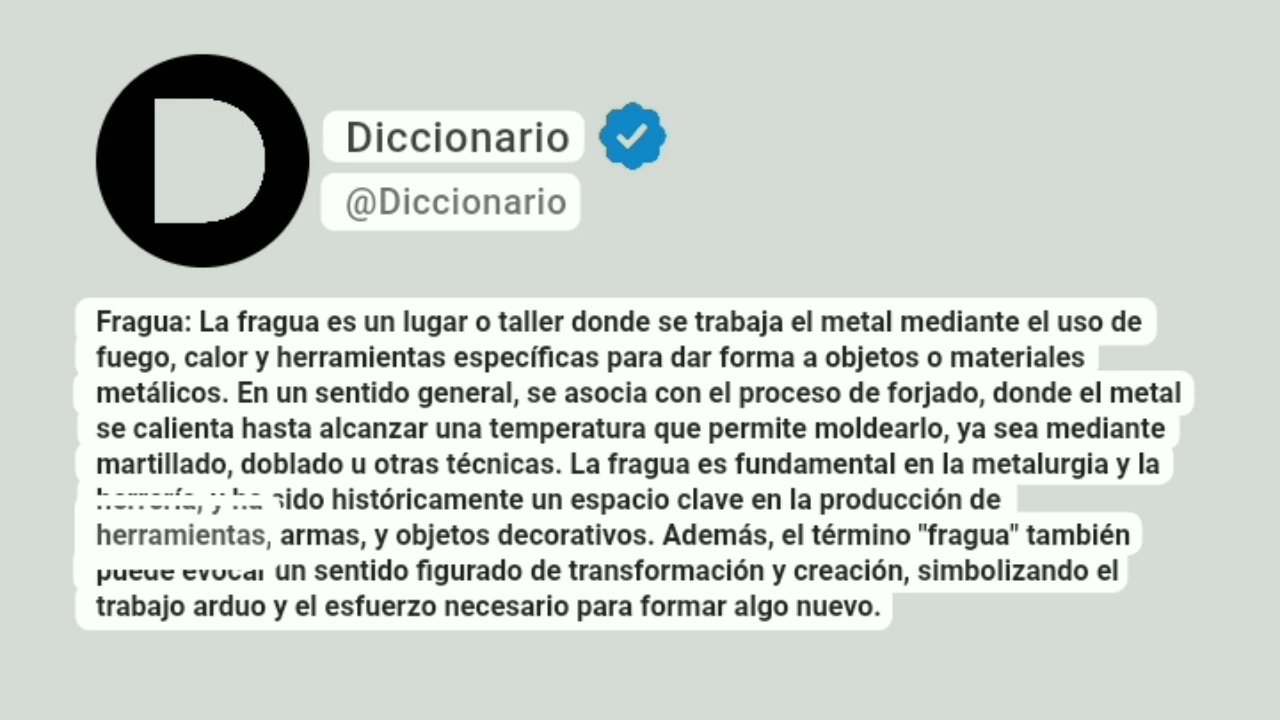 D
Diccionario
@Diccionario
Fragua: La fragua es un lugar o taller donde se trabaja el metal mediante el uso de
fuego, calor y herramientas específicas para dar forma a objetos o materiales
metálicos. En un sentido general, se asocia con el proceso de forjado, donde el metal
se calienta hasta alcanzar una temperatura que permite moldearlo, ya sea mediante
martillado, doblado u otras técnicas. La fragua es fundamental en la metalurgia y la
herrería, y ha sido históricamente un espacio clave en la producción de
herramientas, armas, y objetos decorativos. Además, el término "fragua" también
puede evocar un sentido figurado de transformación y creación, simbolizando el
trabajo arduo y el esfuerzo necesario para formar algo nuevo.